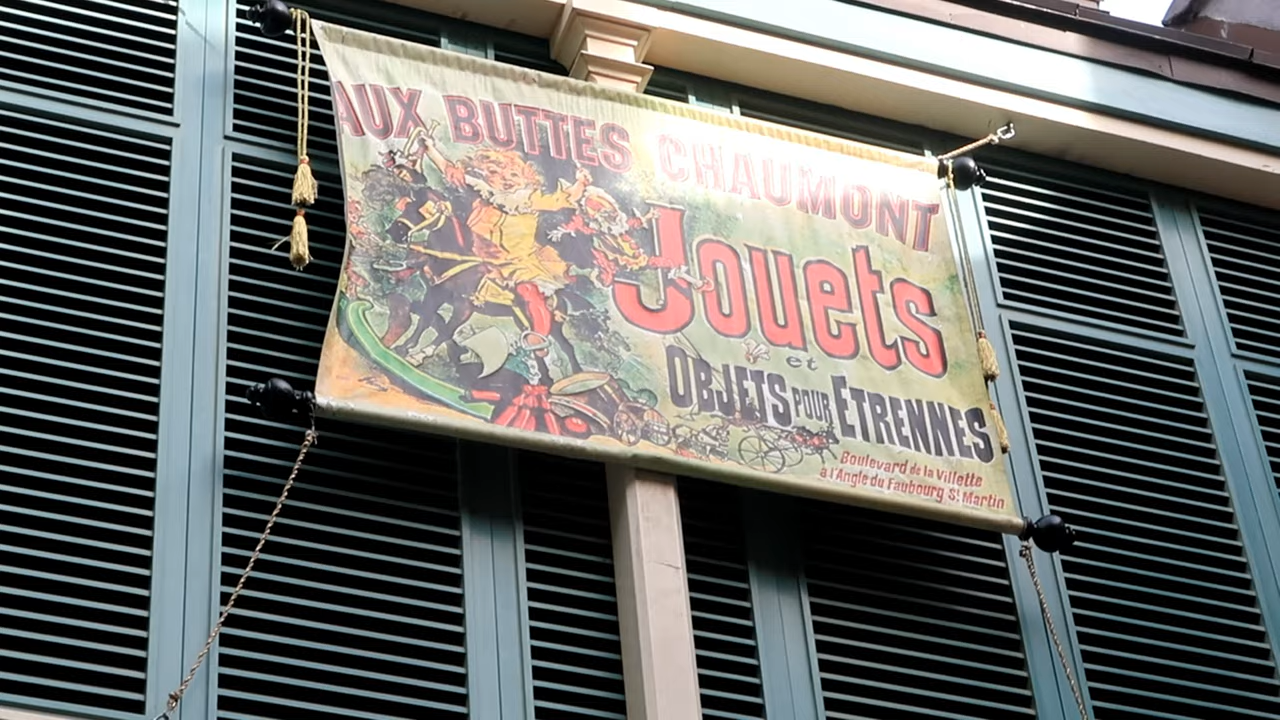 AUX BUTTES CHAUMONT
Jouets
et
OBJETS POUR ETRENNES
Boulevard de la Villette
a l'Angle du Faubourg St Martin